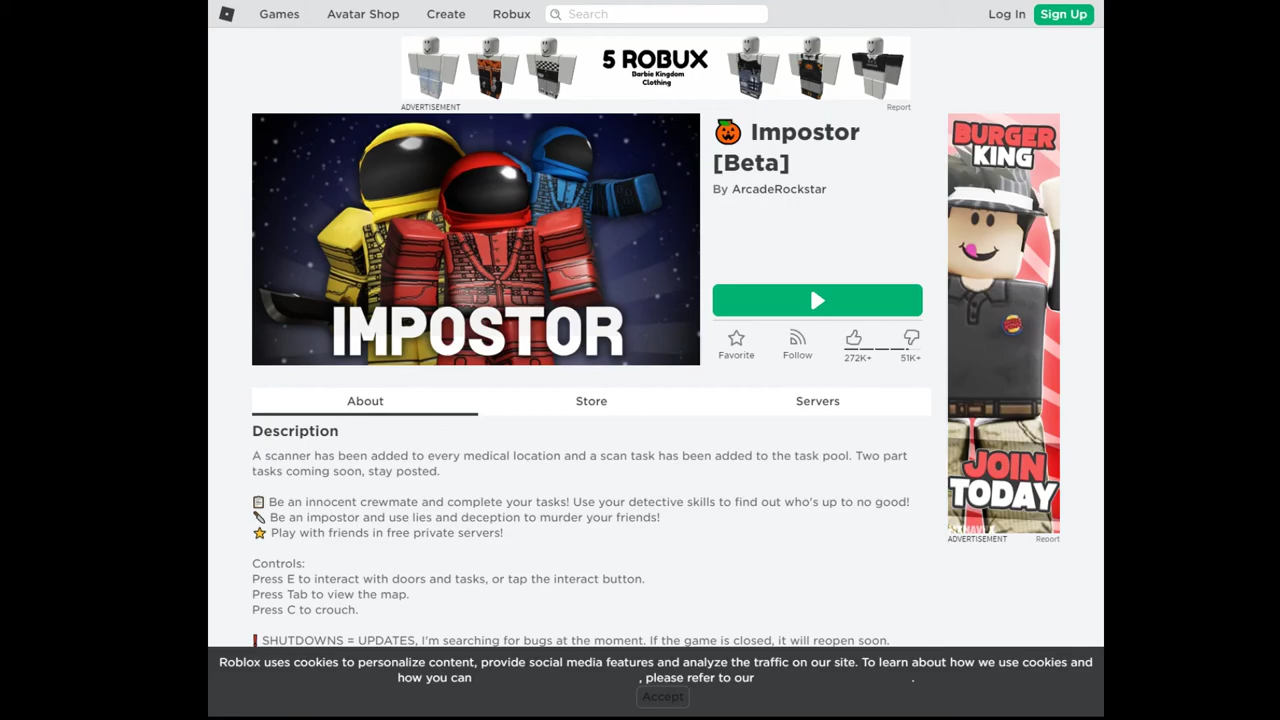 Games Avatar Shop Create Robux Search Log In Sign Up
5 ROBUX
Barbie Kingdom
Clothing
ADVERTISEMENT Report
IMPOSTOR
🎃 Impostor
[Beta]
By ArcadeRockstar
Favorite Follow 272K+ 51K+
BURGER
KING
JOIN
TODAY
ADVERTISEMENT Report
About Store Servers
Description
A scanner has been added to every medical location and a scan task has been added to the task pool. Two part
tasks coming soon, stay posted.
📋 Be an innocent crewmate and complete your tasks! Use your detective skills to find out who's up to no good!
🔪 Be an impostor and use lies and deception to murder your friends!
⭐ Play with friends in free private servers!
Controls:
Press E to interact with doors and tasks, or tap the interact button.
Press Tab to view the map.
Press C to crouch.
❗ SHUTDOWNS = UPDATES, I'm searching for bugs at the moment. If the game is closed, it will reopen soon.
Roblox uses cookies to personalize content, provide social media features and analyze the traffic on our site. To learn about how we use cookies and
how you can , please refer to our .
Accept